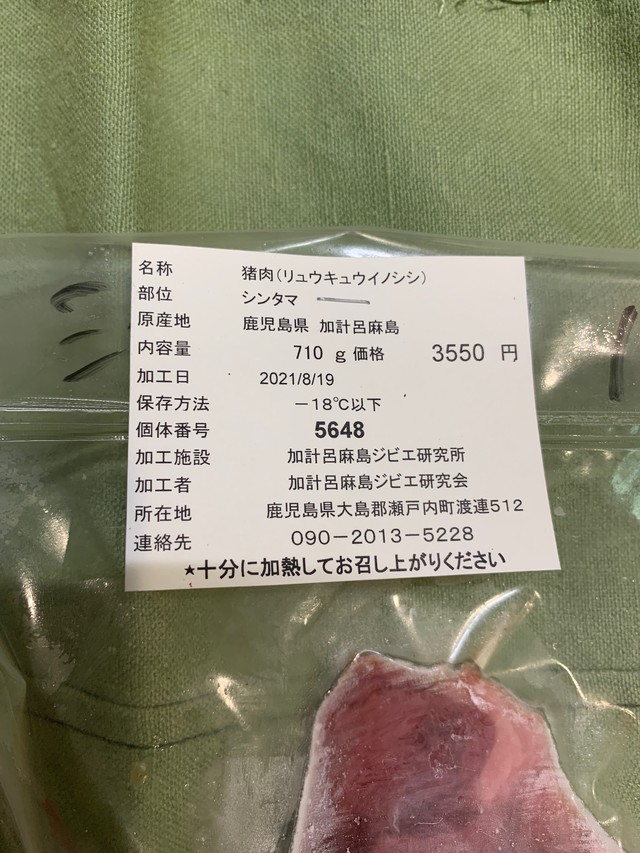 名称 猪肉(リュウキュウイノシシ)
部位 シンタマ
原産地 鹿児島県 加計呂麻島
内容量 710 g 価格 3550 円
加工日 2021/8/19
保存方法 －18℃以下
個体番号 5648
加工施設 加計呂麻島ジビエ研究所
加工者 加計呂麻島ジビエ研究会
所在地 鹿児島県大島郡瀬戸内町渡連512
連絡先 090-2013-5228
★十分に加熱してお召し上がりください